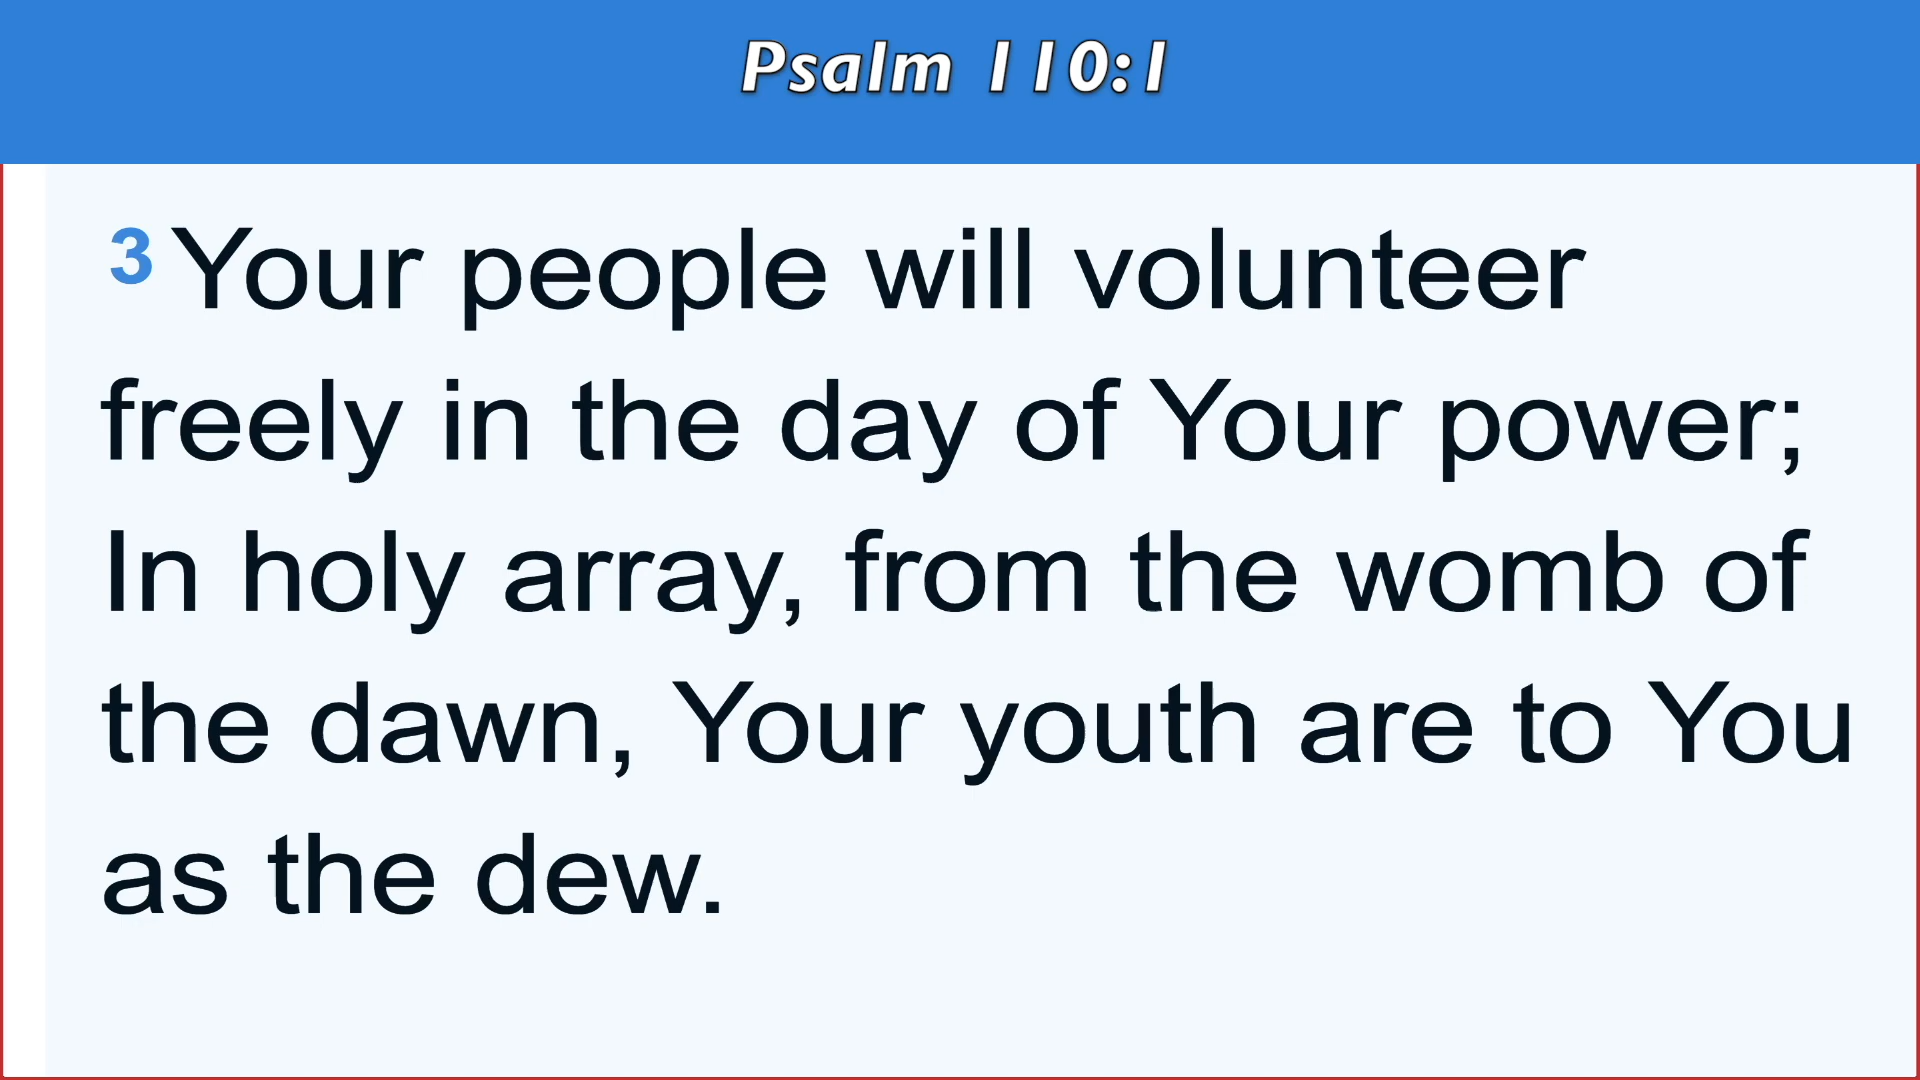 Psalm 110:1
3 Your people will volunteer
freely in the day of Your power;
In holy array, from the womb of
the dawn, Your youth are to You
as the dew.